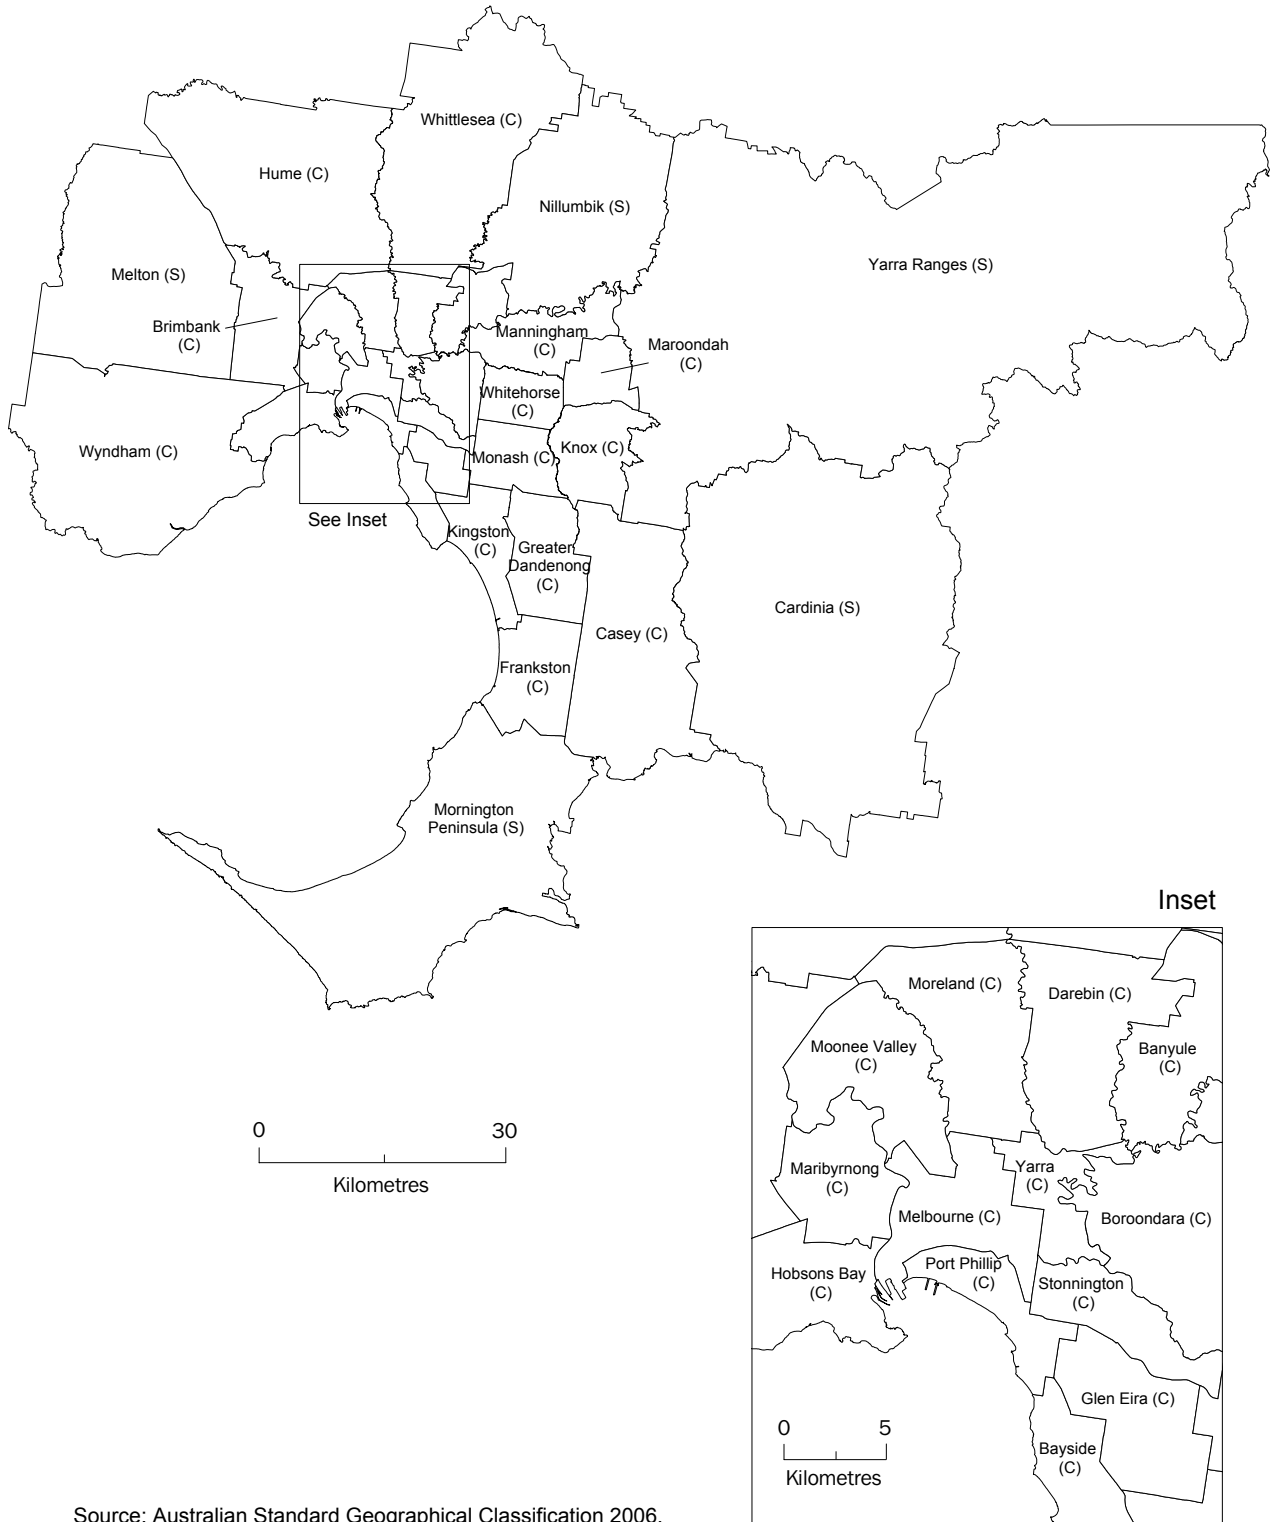 Whittlesea (C)
Hume (C)
Nillumbik (S)
Yarra Ranges (S)
Melton (S)
Brimbank
(C)
Manningham
(C)
Maroondah
(C)
Whitehorse
(C)
Wyndham (C)
Monash (C)
Knox (C)
See Inset
Kingston
(C)
Greater
Dandenong
(C)
Cardinia (S)
Casey (C)
Frankston
(C)
Mornington
Peninsula (S)
0 30
Kilometres
Inset
Moreland (C)
Darebin (C)
Moonee Valley
(C)
Banyule
(C)
Maribyrnong
(C)
Yarra
(C)
Melbourne (C)
Boroondara (C)
Hobsons Bay
(C)
Port Phillip
(C)
Stonnington
(C)
Glen Eira (C)
0 5
Kilometres
Bayside
(C)
Source: Australian Standard Geographical Classification 2006.